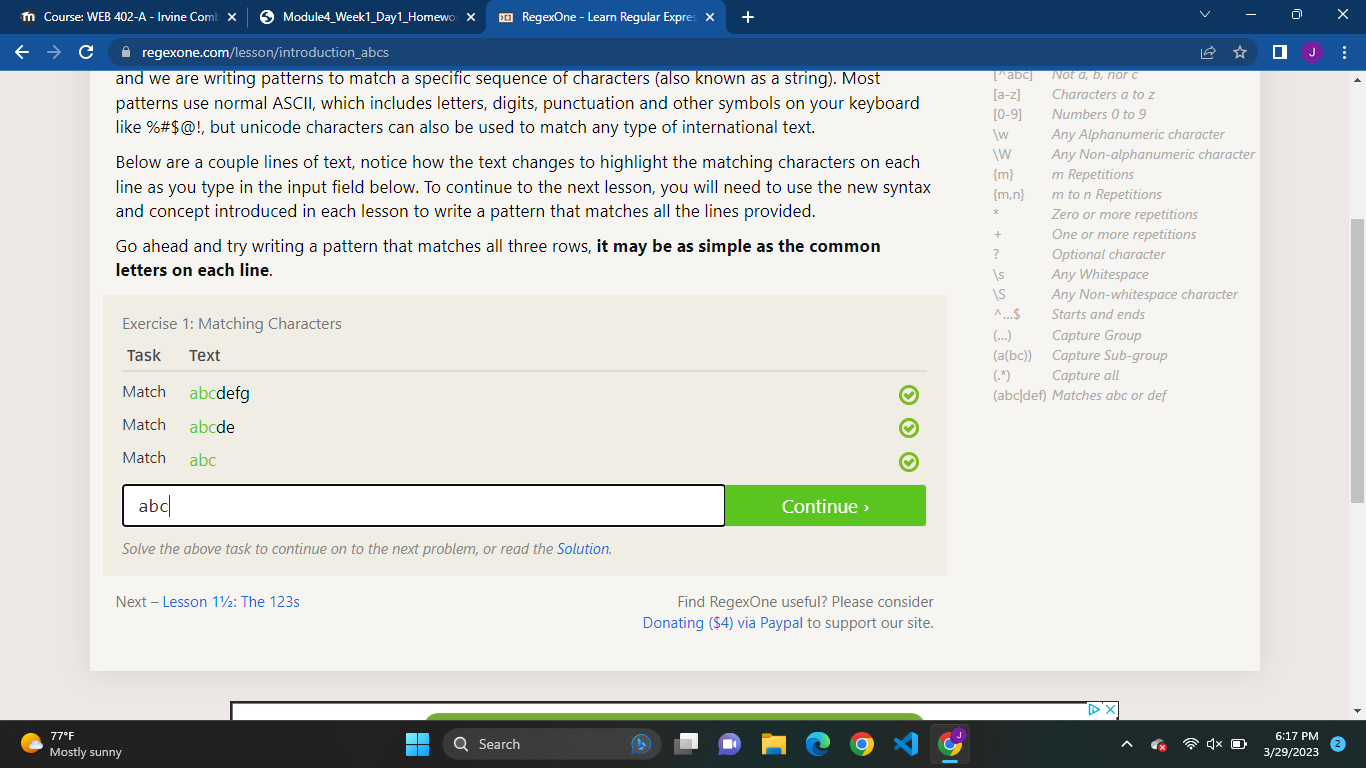 Course: WEB 402-A - Irvine Comb
Module4_Week1_Day1_Homewo
RegexOne - Learn Regular Expres
regexone.com/lesson/introduction_abcs
J
and we are writing patterns to match a specific sequence of characters (also known as a string). Most
patterns use normal ASCII, which includes letters, digits, punctuation and other symbols on your keyboard
like %#$@!, but unicode characters can also be used to match any type of international text.
Below are a couple lines of text, notice how the text changes to highlight the matching characters on each
line as you type in the input field below. To continue to the next lesson, you will need to use the new syntax
and concept introduced in each lesson to write a pattern that matches all the lines provided.
Go ahead and try writing a pattern that matches all three rows, it may be as simple as the common
letters on each line.
Exercise 1: Matching Characters
Task Text
Match abcdefg
Match abcde
Match abc
abc
Continue ›
Solve the above task to continue on to the next problem, or read the Solution.
Next – Lesson 1½: The 123s
Find RegexOne useful? Please consider
Donating ($4) via Paypal to support our site.
[^abc] Not a, b, nor c
[a-z] Characters a to z
[0-9] Numbers 0 to 9
\w Any Alphanumeric character
\W Any Non-alphanumeric character
{m} m Repetitions
{m,n} m to n Repetitions
* Zero or more repetitions
+ One or more repetitions
? Optional character
\s Any Whitespace
\S Any Non-whitespace character
^…$ Starts and ends
(…) Capture Group
(a(bc)) Capture Sub-group
(.*) Capture all
(abc|def) Matches abc or def
77°F
Mostly sunny
Search
J
6:17 PM
3/29/2023
2